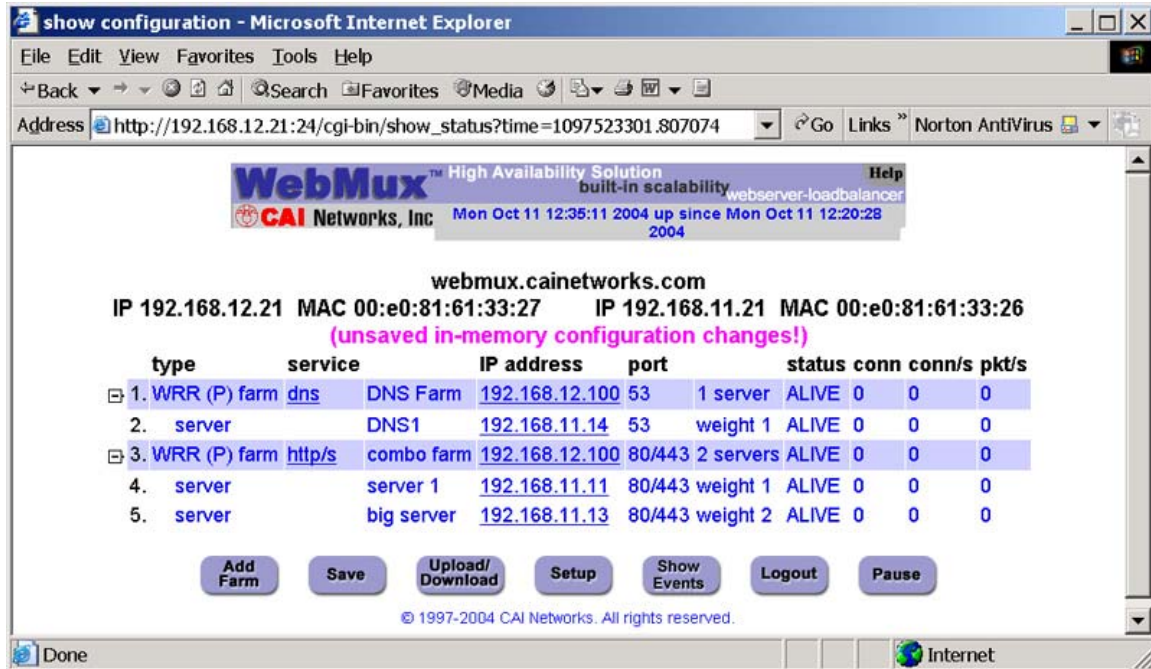 show configuration - Microsoft Internet Explorer
File Edit View Favorites Tools Help
Back Search Favorites Media
Address http://192.168.12.21:24/cgi-bin/show_status?time=1097523301.807074 Go Links » Norton AntiVirus
WebMux™ High Availability Solution Help
built-in scalability webserver-loadbalancer
CAI Networks, Inc Mon Oct 11 12:35:11 2004 up since Mon Oct 11 12:20:28
2004
webmux.cainetworks.com
IP 192.168.12.21 MAC 00:e0:81:61:33:27 IP 192.168.11.21 MAC 00:e0:81:61:33:26
(unsaved in-memory configuration changes!)
type service IP address port status conn conn/s pkt/s
1. WRR (P) farm dns DNS Farm 192.168.12.100 53 1 server ALIVE 0 0 0
2. server DNS1 192.168.11.14 53 weight 1 ALIVE 0 0 0
3. WRR (P) farm http/s combo farm 192.168.12.100 80/443 2 servers ALIVE 0 0 0
4. server server 1 192.168.11.11 80/443 weight 1 ALIVE 0 0 0
5. server big server 192.168.11.13 80/443 weight 2 ALIVE 0 0 0
Add Farm Save Upload/Download Setup Show Events Logout Pause
© 1997-2004 CAI Networks. All rights reserved.
Done Internet